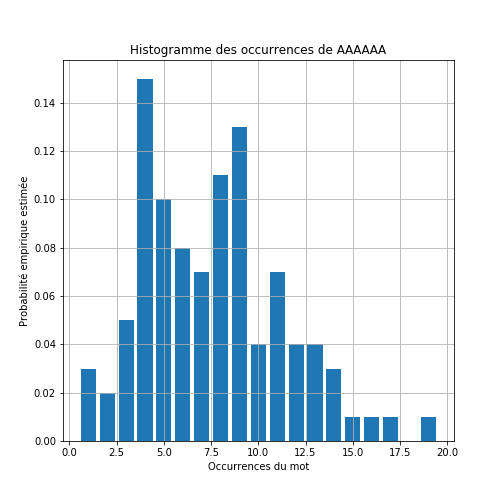 Histogramme des occurrences de AAAAAA
Probabilité empirique estimée
0.14
0.12
0.10
0.08
0.06
0.04
0.02
0.00
0.0 2.5 5.0 7.5 10.0 12.5 15.0 17.5 20.0
Occurrences du mot